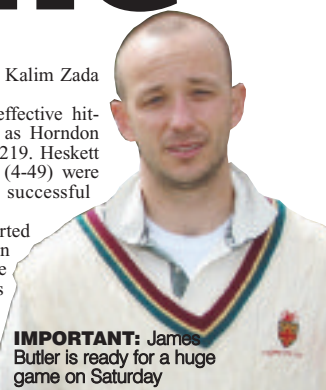 Kalim Zada
effective hit-
as Horndon
219. Heskett
(4-49) were
successful
IMPORTANT: James
Butler is ready for a huge
game on Saturday